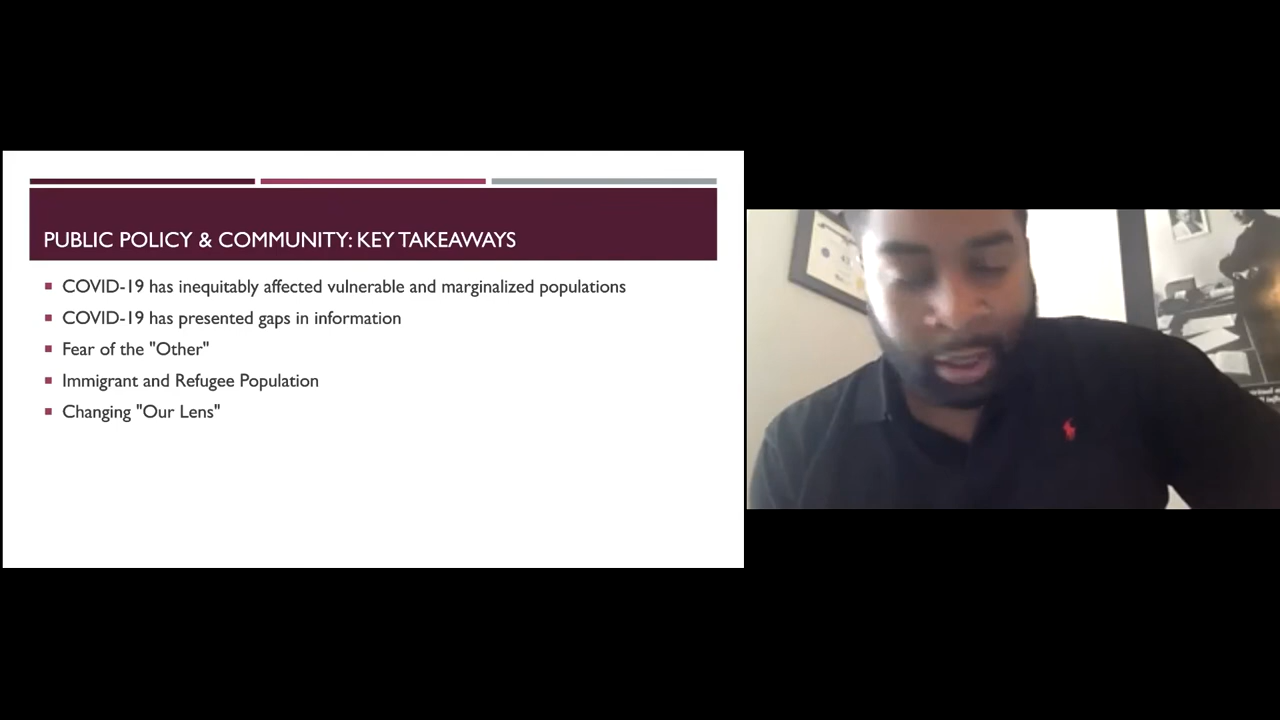 PUBLIC POLICY & COMMUNITY: KEY TAKEAWAYS
COVID-19 has inequitably affected vulnerable and marginalized populations
COVID-19 has presented gaps in information
Fear of the "Other"
Immigrant and Refugee Population
Changing "Our Lens"